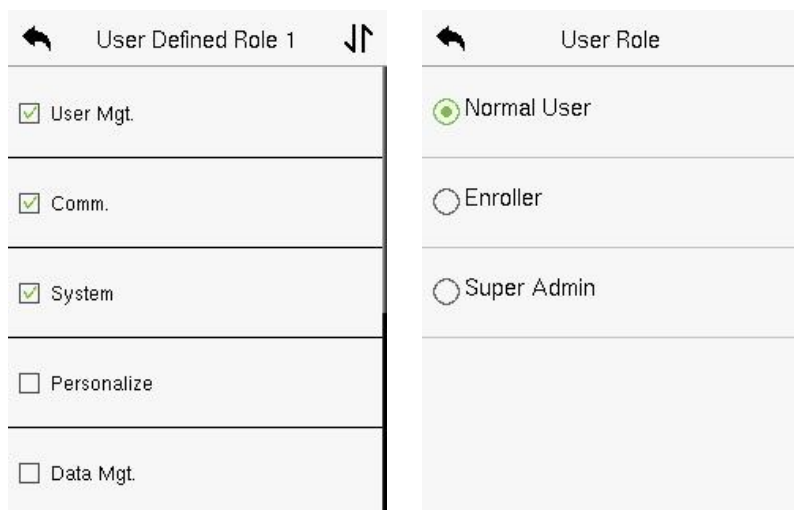 User Defined Role 1
User Mgt.
Comm.
System
Personalize
Data Mgt.
User Role
Normal User
Enroller
Super Admin